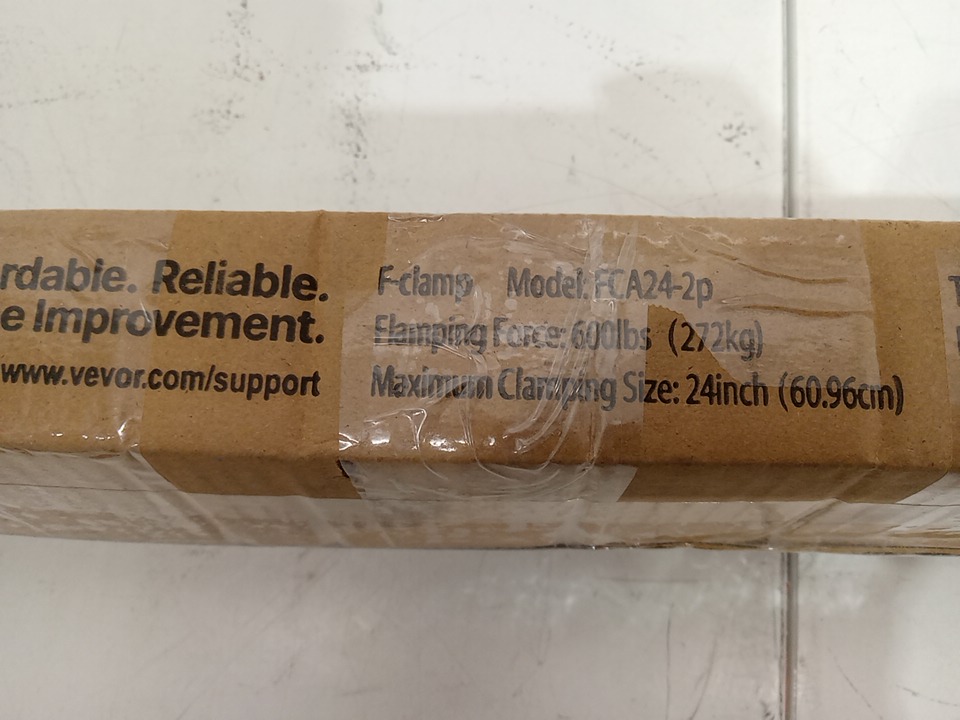 rdable. Reliable.
e Improvement.
www.vevor.com/support
F-clamp Model: FCA24-2p
Clamping Force: 600lbs (272kg)
Maximum Clamping Size: 24inch (60.96cm)